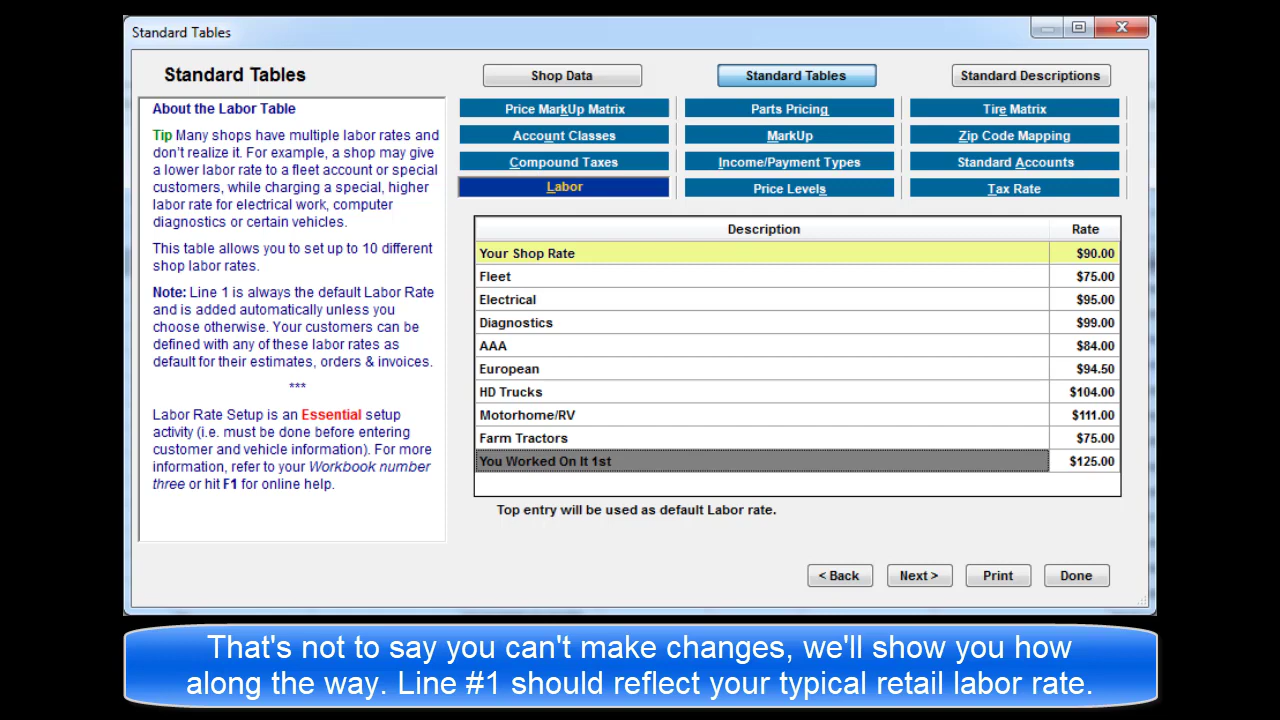 Standard Tables
Standard Tables
Shop Data
Standard Tables
Standard Descriptions
About the Labor Table
Tip Many shops have multiple labor rates and
don't realize it. For example, a shop may give
a lower labor rate to a fleet account or special
customers, while charging a special, higher
labor rate for electrical work, computer
diagnostics or certain vehicles.
This table allows you to set up to 10 different
shop labor rates.
Note: Line 1 is always the default Labor Rate
and is added automatically unless you
choose otherwise. Your customers can be
defined with any of these labor rates as
default for their estimates, orders & invoices.
***
Labor Rate Setup is an Essential setup
activity (i.e. must be done before entering
customer and vehicle information). For more
information, refer to your Workbook number
three or hit F1 for online help.
Price MarkUp Matrix
Parts Pricing
Tire Matrix
Account Classes
MarkUp
Zip Code Mapping
Compound Taxes
Income/Payment Types
Standard Accounts
Labor
Price Levels
Tax Rate
Description Rate
Your Shop Rate $90.00
Fleet $75.00
Electrical $95.00
Diagnostics $99.00
AAA $84.00
European $94.50
HD Trucks $104.00
Motorhome/RV $111.00
Farm Tractors $75.00
You Worked On It 1st $125.00
Top entry will be used as default Labor rate.
< Back
Next >
Print
Done
That's not to say you can't make changes, we'll show you how
along the way. Line #1 should reflect your typical retail labor rate.